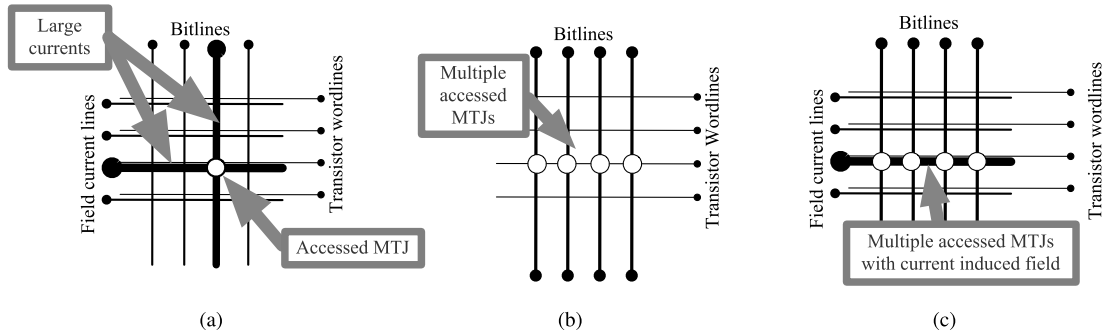 Large
currents
Bitlines
Field current lines
Transistor wordlines
Accessed MTJ
(a)
Bitlines
Multiple
accessed
MTJs
Transistor Wordlines
(b)
Bitlines
Field current lines
Transistor wordlines
Multiple accessed MTJs
with current induced field
(c)